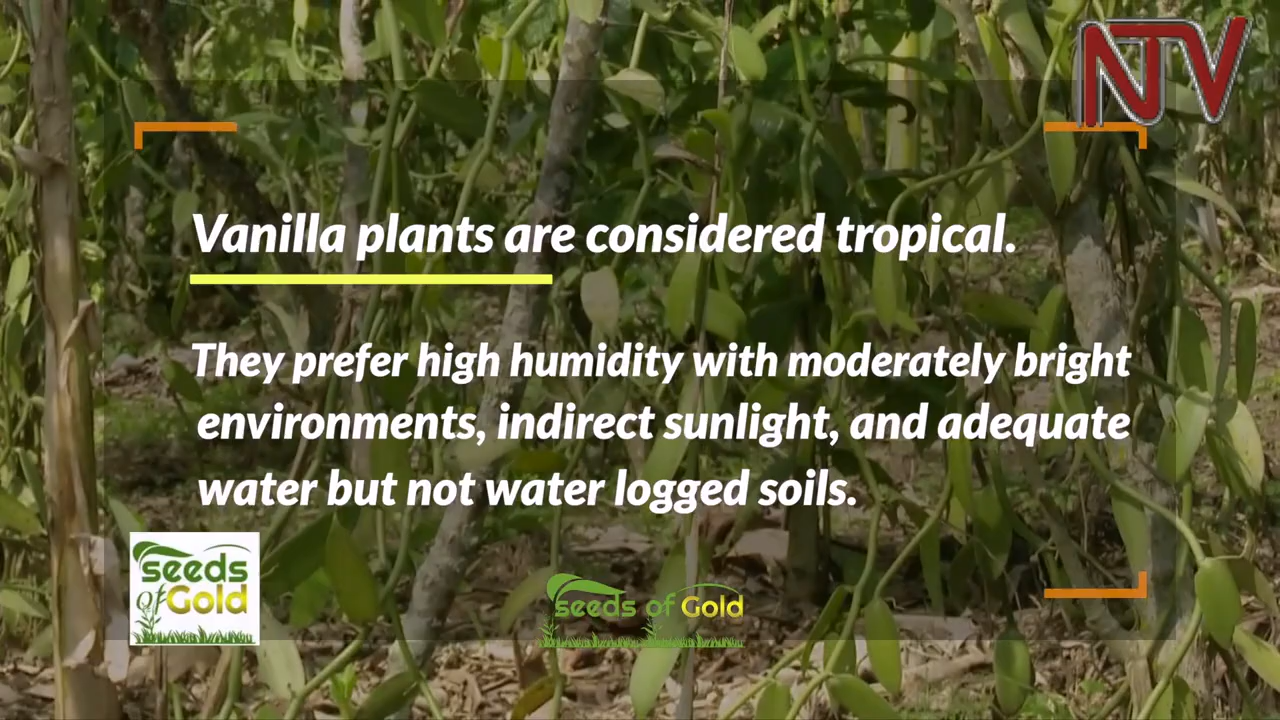 NTV
Vanilla plants are considered tropical.
They prefer high humidity with moderately bright
environments, indirect sunlight, and adequate
water but not water logged soils.
seeds
of Gold
seeds of Gold